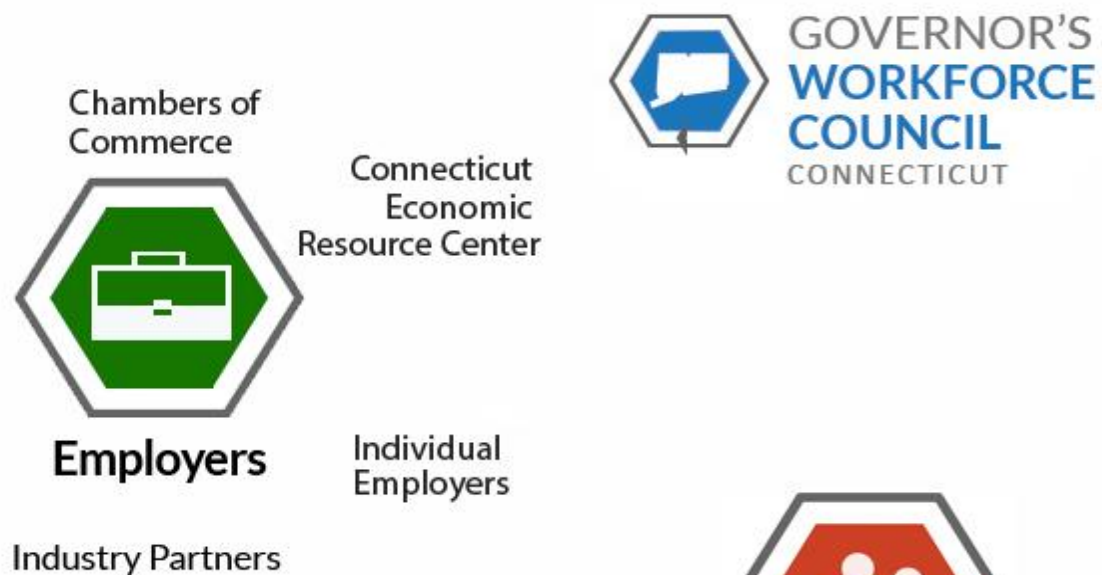 GOVERNOR'S
WORKFORCE
COUNCIL
CONNECTICUT
Chambers of
Commerce
Connecticut
Economic
Resource Center
Employers
Individual
Employers
Industry Partners